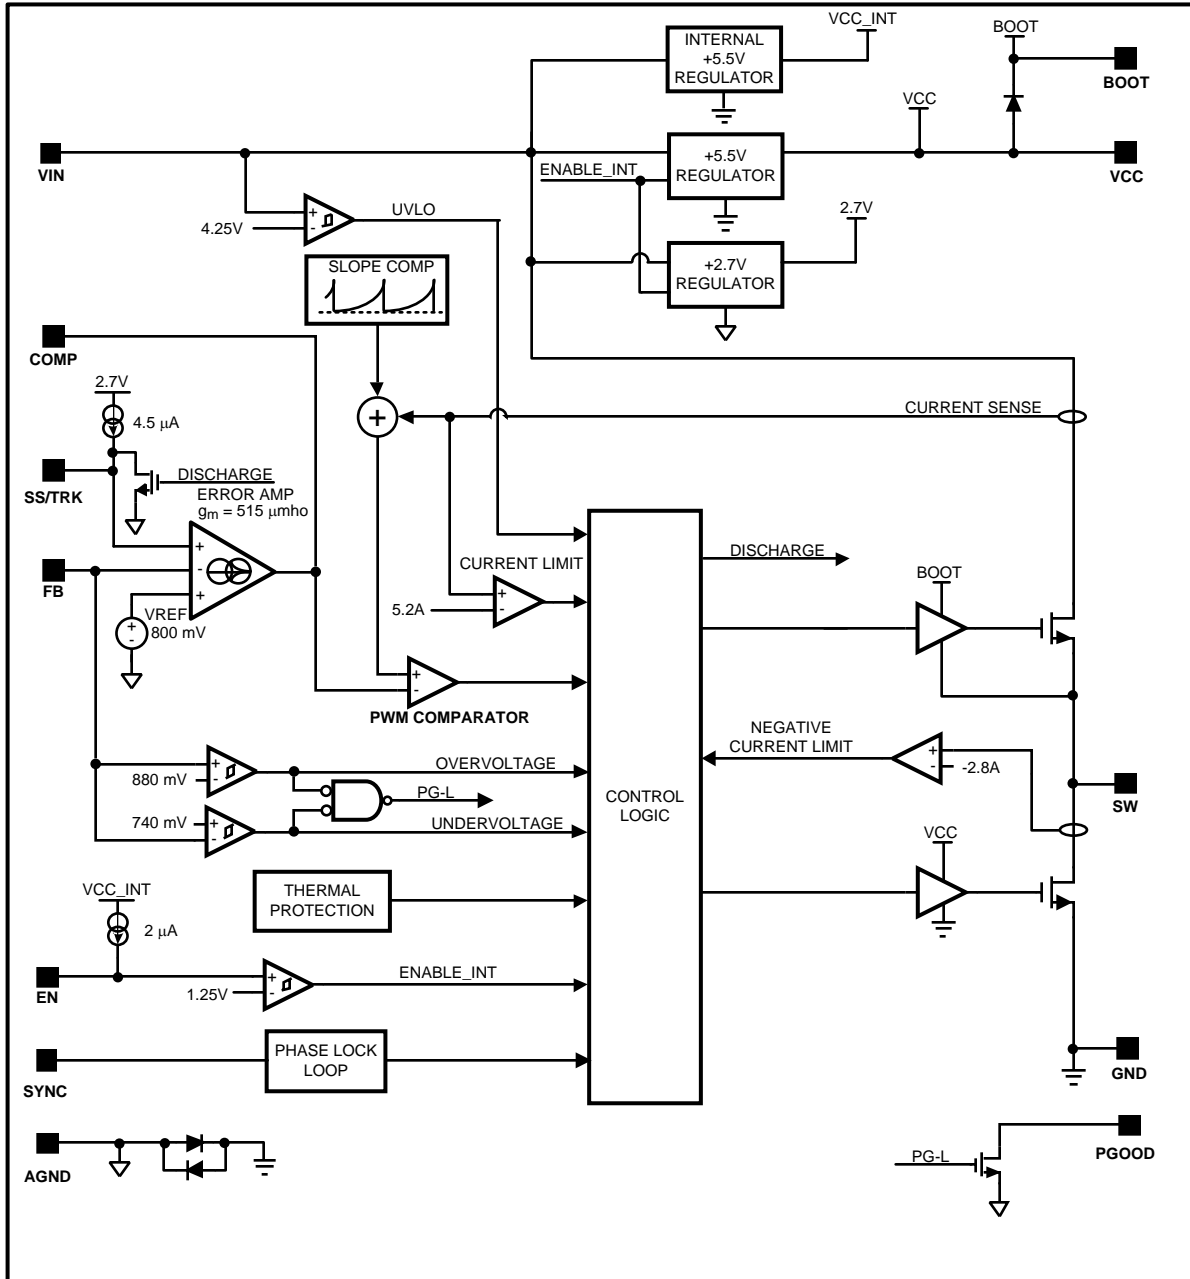 VCC_INT
BOOT
INTERNAL
+5.5V
REGULATOR
BOOT
VCC
VIN
ENABLE_INT
+5.5V
REGULATOR
VCC
UVLO
+
-
4.25V
2.7V
SLOPE COMP
+2.7V
REGULATOR
COMP
2.7V
4.5 μA
+
CURRENT SENSE
SS/TRK
DISCHARGE
ERROR AMP
gm = 515 μmho
+
-
+
FB
VREF
800 mV
+
-
CURRENT LIMIT
+
-
5.2A
DISCHARGE
BOOT
+
-
PWM COMPARATOR
NEGATIVE
CURRENT LIMIT
+
-
-2.8A
SW
+
-
880 mV
OVERVOLTAGE
PG-L
740 mV
+
-
UNDERVOLTAGE
CONTROL
LOGIC
VCC
VCC_INT
2 μA
THERMAL
PROTECTION
EN
+
-
1.25V
ENABLE_INT
SYNC
PHASE LOCK
LOOP
GND
AGND
PG-L
PGOOD